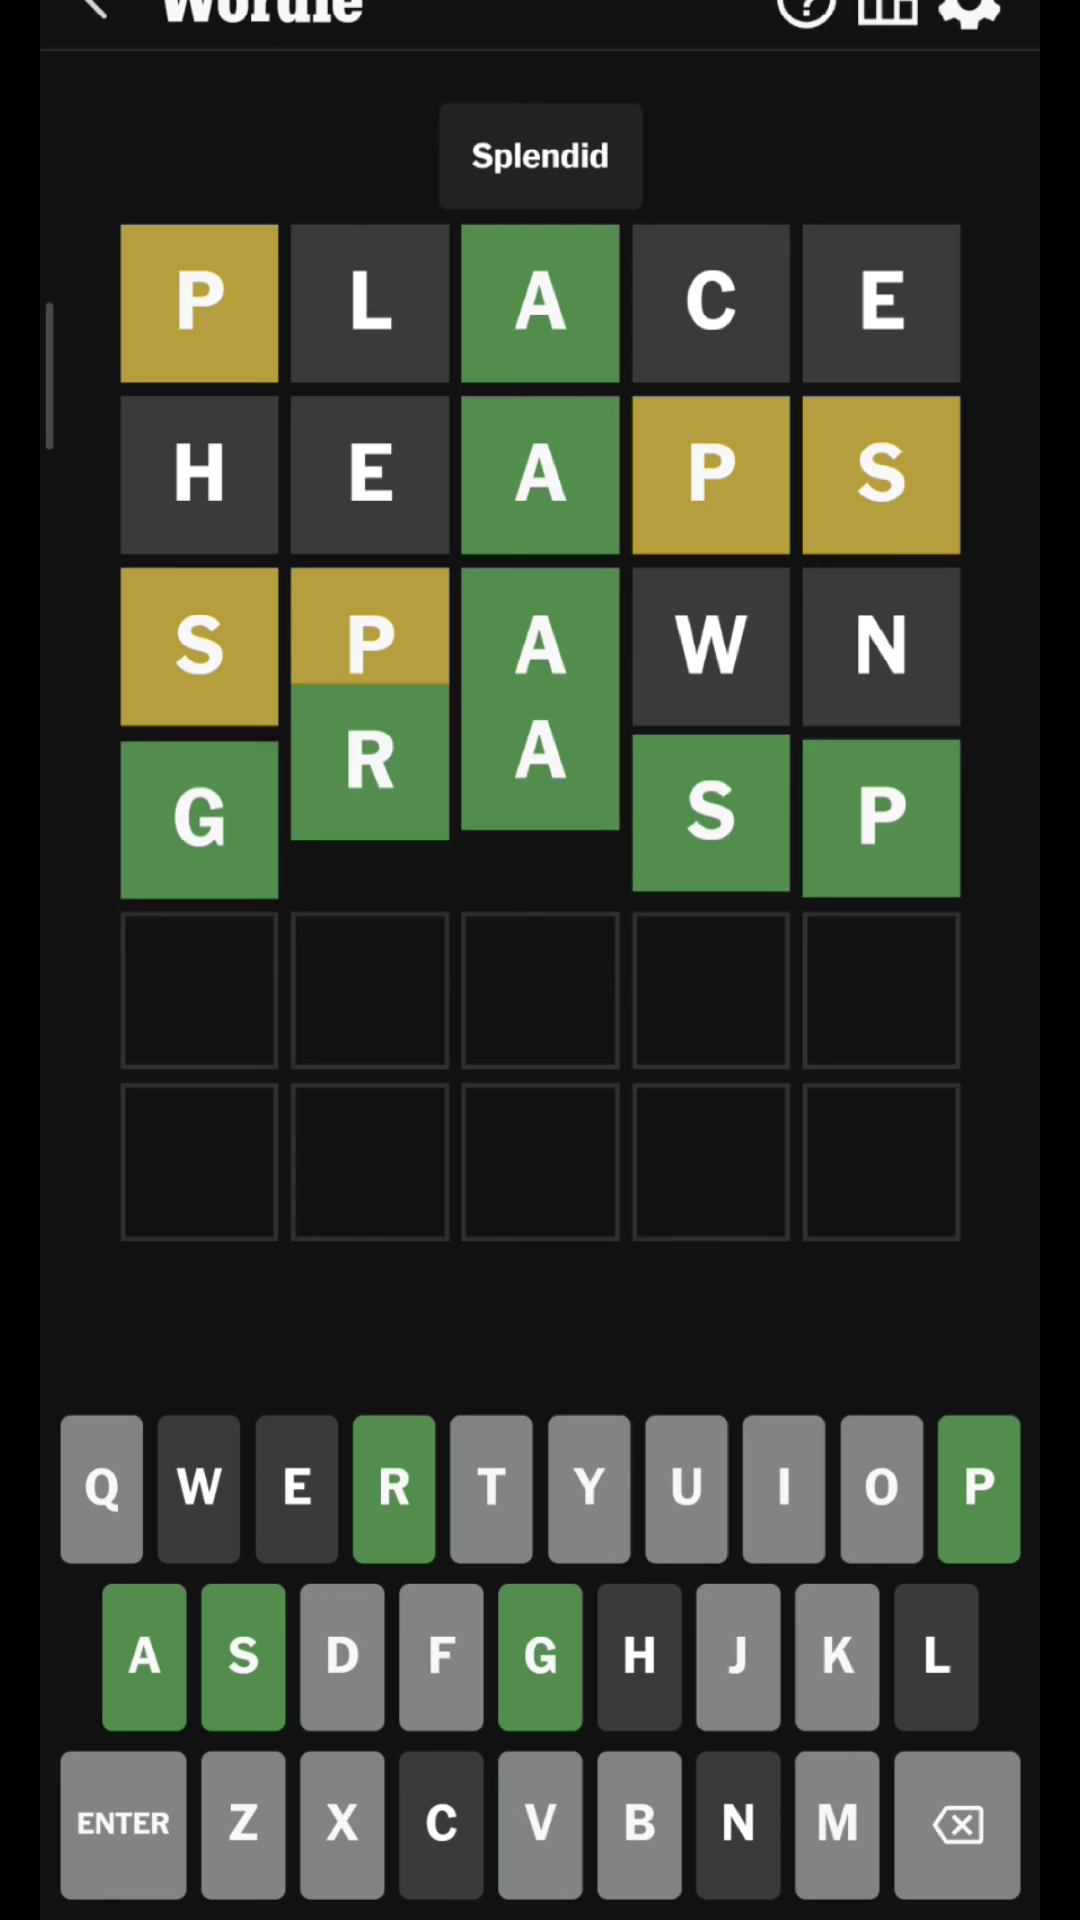 Wordle
Splendid
P L A C E
H E A P S
S P A W N
G R A S P
Q W E R T Y U I O P
A S D F G H J K L
ENTER Z X C V B N M